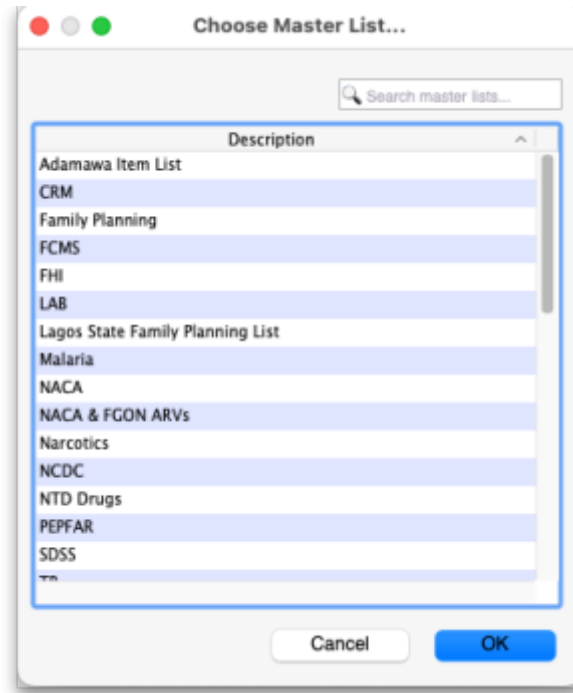 Choose Master List...
Search master lists...
Description
Adamawa Item List
CRM
Family Planning
FCMS
FHI
LAB
Lagos State Family Planning List
Malaria
NACA
NACA & FGON ARVs
Narcotics
NCDC
NTD Drugs
PEPFAR
SDSS
Cancel
OK